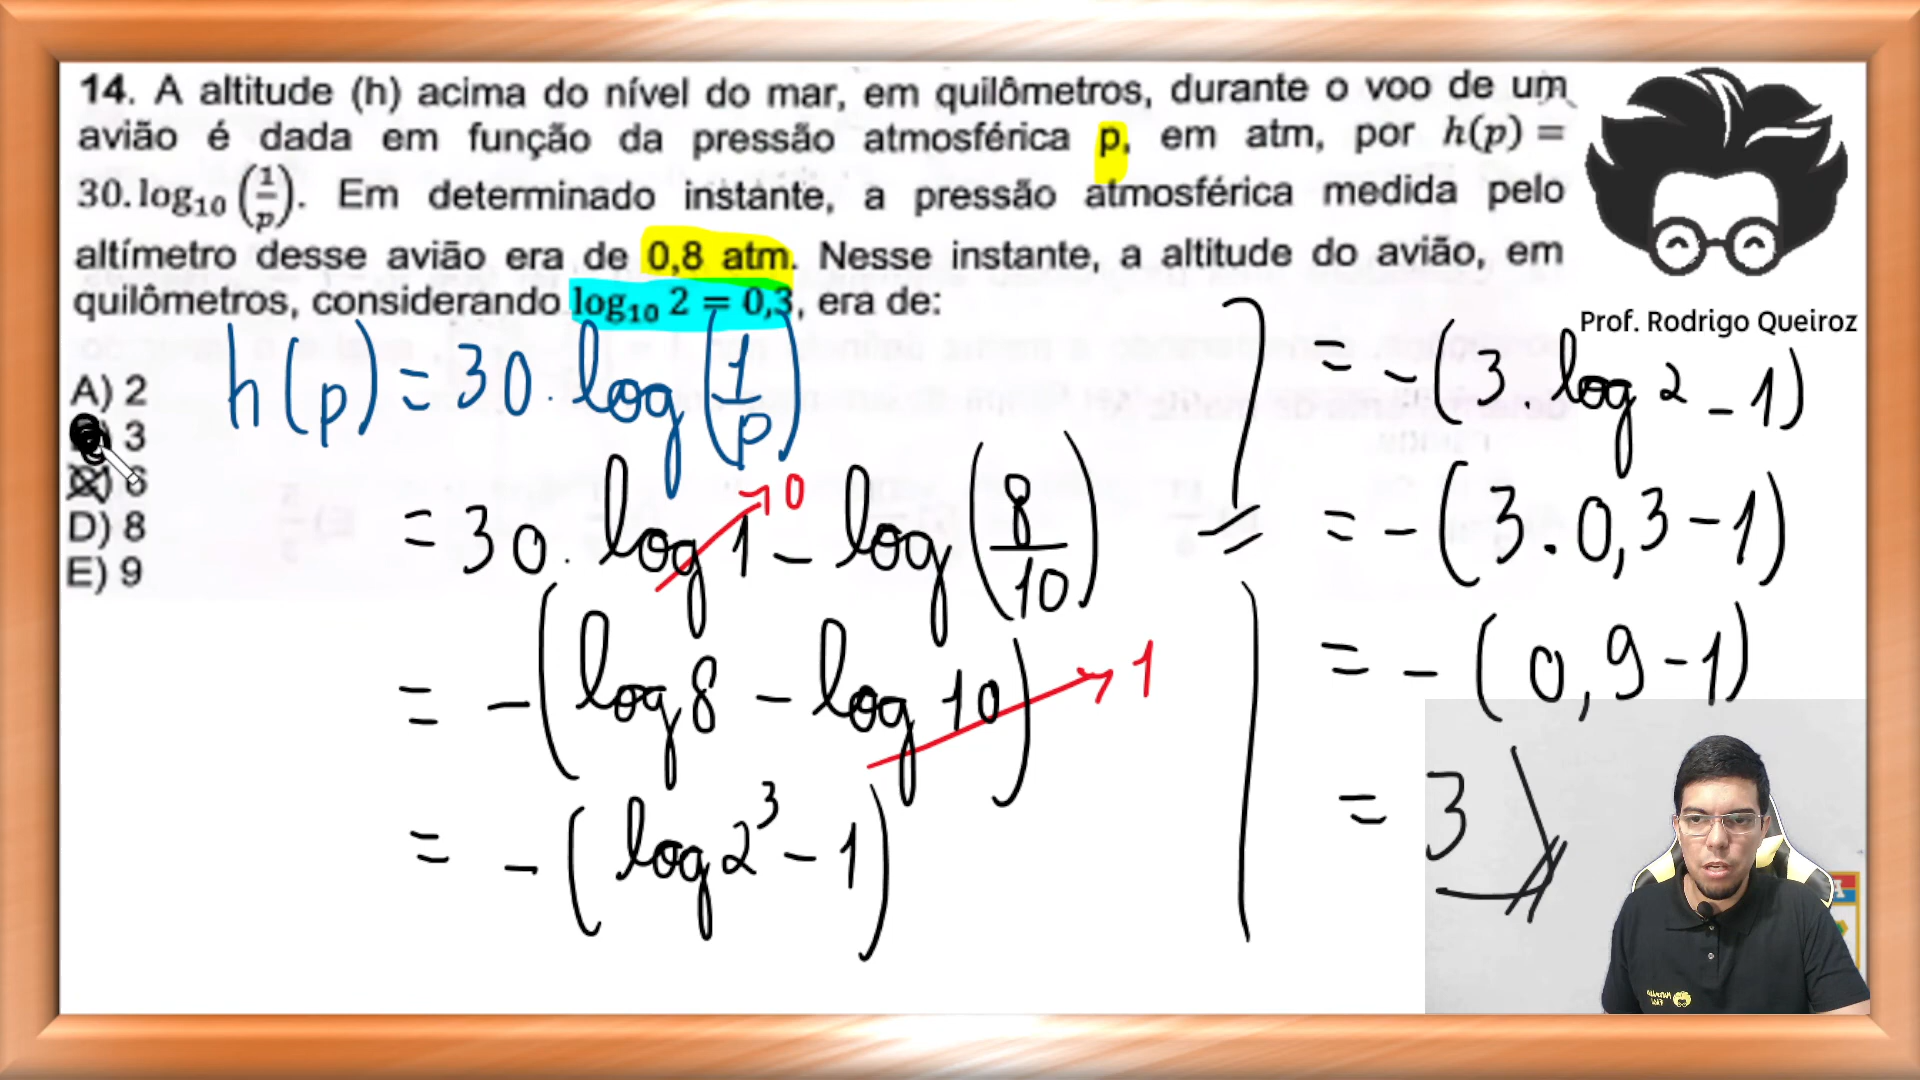 14. A altitude (h) acima do nível do mar, em quilômetros, durante o voo de um
avião é dada em função da pressão atmosférica p, em atm, por h(p) =
30.log₁₀ (1/p). Em determinado instante, a pressão atmosférica medida pelo
altímetro desse avião era de 0,8 atm. Nesse instante, a altitude do avião, em
quilômetros, considerando log₁₀ 2 = 0,3, era de:
A) 2
) 3
C) 6
D) 8
E) 9
h(p) = 30 . log (1/p)
= 30 . log 1 - log (8/10)
0
= - (log 8 - log 10)
1
= - (log 2³ - 1)
= - (3 . log 2 - 1)
= - (3 . 0,3 - 1)
= - (0,9 - 1)
= 3
Prof. Rodrigo Queiroz